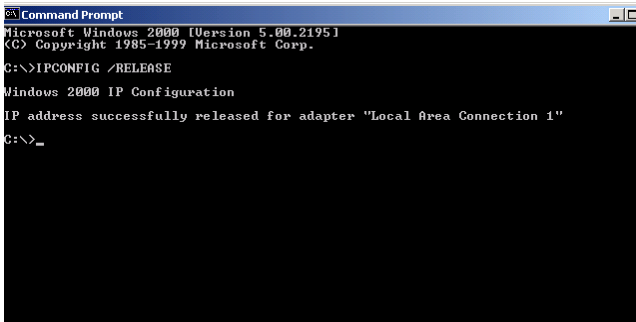 Command Prompt
Microsoft Windows 2000 [Version 5.00.2195]
(C) Copyright 1985-1999 Microsoft Corp.
C:\>IPCONFIG /RELEASE
Windows 2000 IP Configuration
IP address successfully released for adapter "Local Area Connection 1"
C:\>_